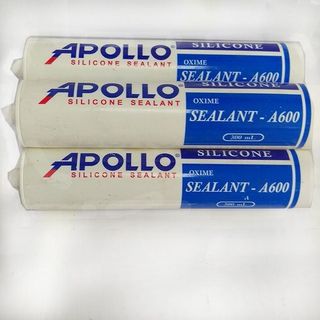 APOLLO®
SILICONE SEALANT
SILICONE
OXIME
SEALANT - A600
APOLLO®
SILICONE SEALANT
SILICONE
OXIME
SEALANT - A600
300 ml.
APOLLO®
SILICONE SEALANT
SILICONE
OXIME
SEALANT - A600
A
300 ml.